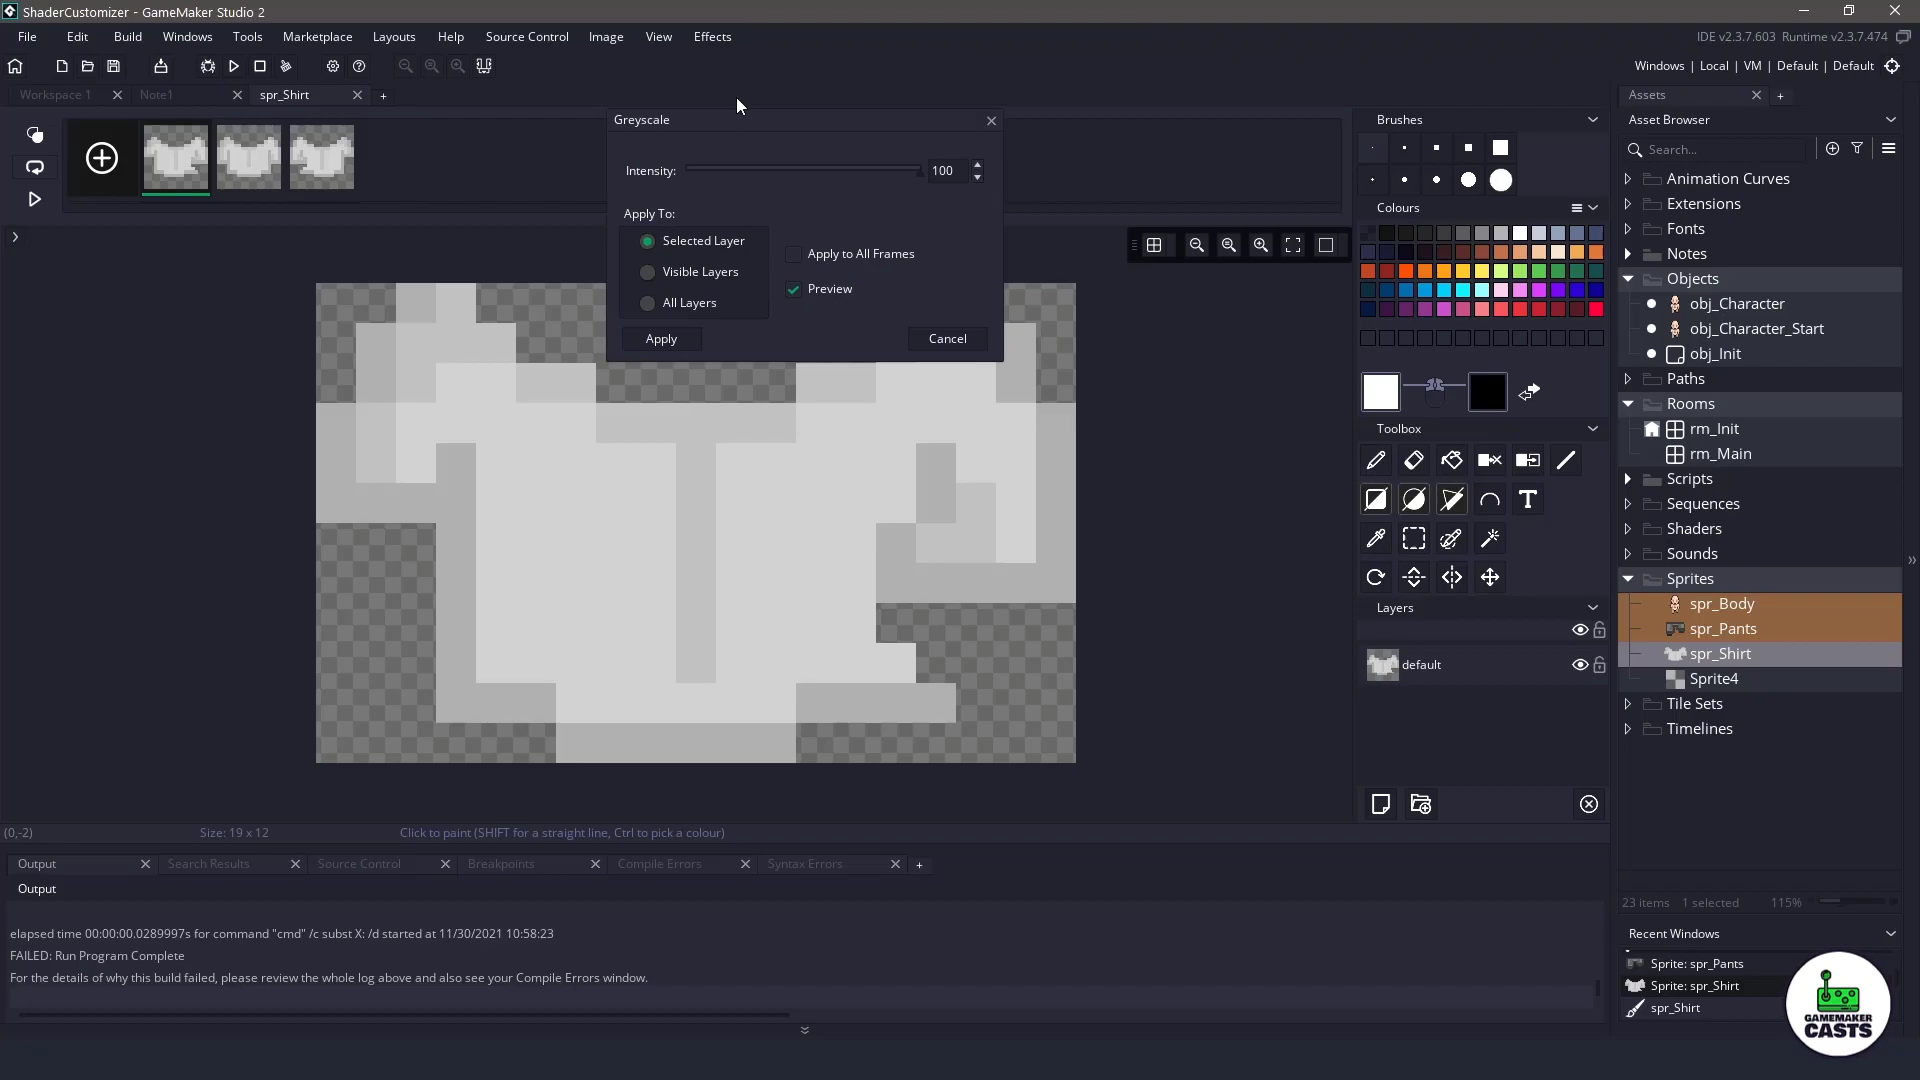 ShaderCustomizer - GameMaker Studio 2
File Edit Build Windows Tools Marketplace Layouts Help Source Control Image View Effects
IDE v2.3.7.603 Runtime v2.3.7.474
Windows | Local | VM | Default | Default
Workspace 1 Note1 spr_Shirt +
Assets +
Greyscale
Brushes
Asset Browser
Search...
Intensity: 100
Animation Curves
Extensions
Colours
Apply To:
Selected Layer
Visible Layers
All Layers
Apply to All Frames
Preview
Apply Cancel
Fonts
Notes
Objects
obj_Character
obj_Character_Start
obj_Init
Paths
Rooms
rm_Init
rm_Main
Scripts
Sequences
Shaders
Sounds
Sprites
spr_Body
spr_Pants
spr_Shirt
Sprite4
Tile Sets
Timelines
Toolbox
T
Layers
default
(0,-2) Size: 19 x 12 Click to paint (SHIFT for a straight line, Ctrl to pick a colour)
Output Search Results Source Control Breakpoints Compile Errors Syntax Errors +
Output
elapsed time 00:00:00.0289997s for command "cmd" /c subst X: /d started at 11/30/2021 10:58:23
FAILED: Run Program Complete
For the details of why this build failed, please review the whole log above and also see your Compile Errors window.
23 items 1 selected 115%
Recent Windows
Sprite: spr_Pants
Sprite: spr_Shirt
spr_Shirt
GAMEMAKER
CASTS